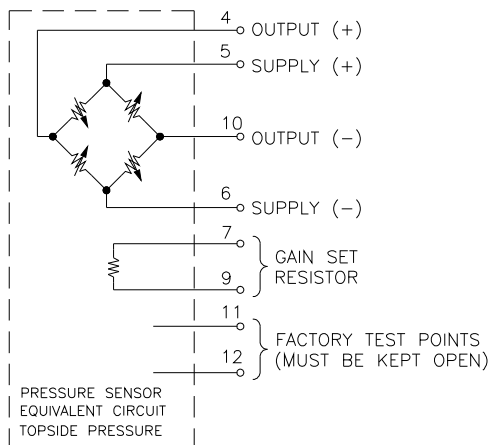 4
OUTPUT (+)
5
SUPPLY (+)
10
OUTPUT (−)
6
SUPPLY (−)
7
GAIN SET
RESISTOR
9
11
FACTORY TEST POINTS
(MUST BE KEPT OPEN)
12
PRESSURE SENSOR
EQUIVALENT CIRCUIT
TOPSIDE PRESSURE